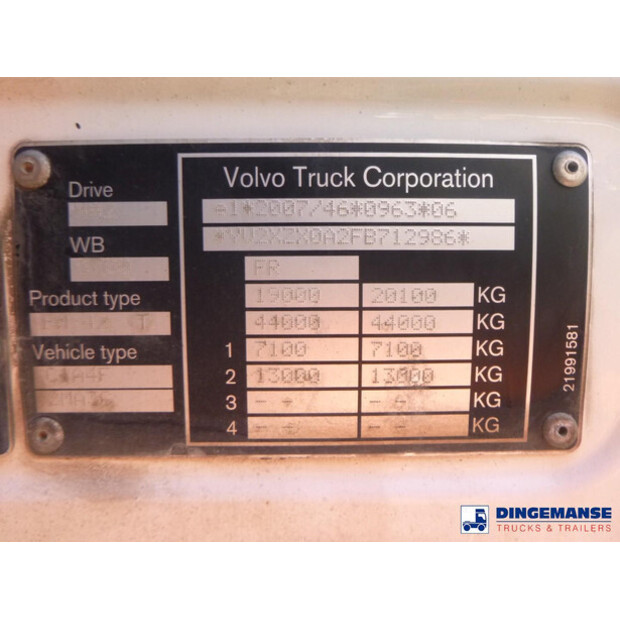 Drive
WB
Product type
Vehicle type
Volvo Truck Corporation
*2007/46*0963*06
*YV2XZX0A2FB712986*
FR
19000 20100 KG
44000 44000 KG
1 7100 7100 KG
2 13000 13000 KG
3 - - - - KG
4 - - - - KG
21991581
DINGEMANSE
TRUCKS & TRAILERS